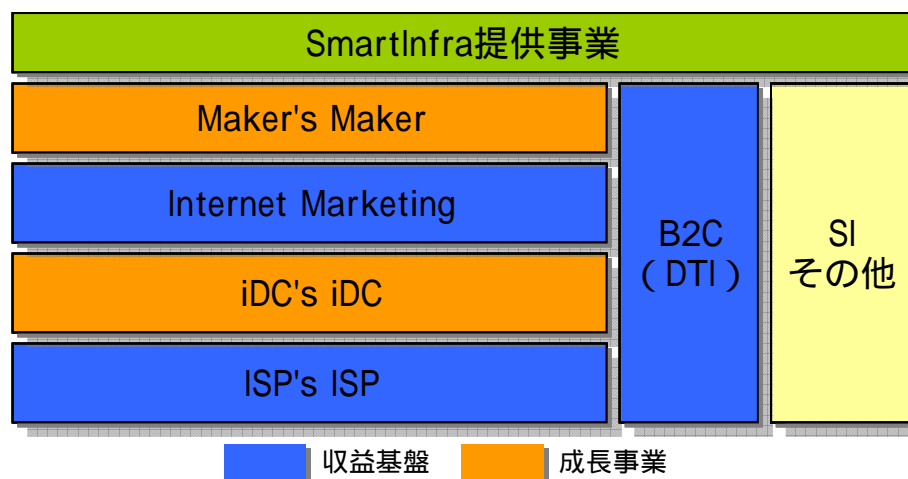 SmartInfra提供事業
Maker's Maker
Internet Marketing
iDC's iDC
ISP's ISP
B2C
(DTI)
SI
その他
収益基盤
成長事業